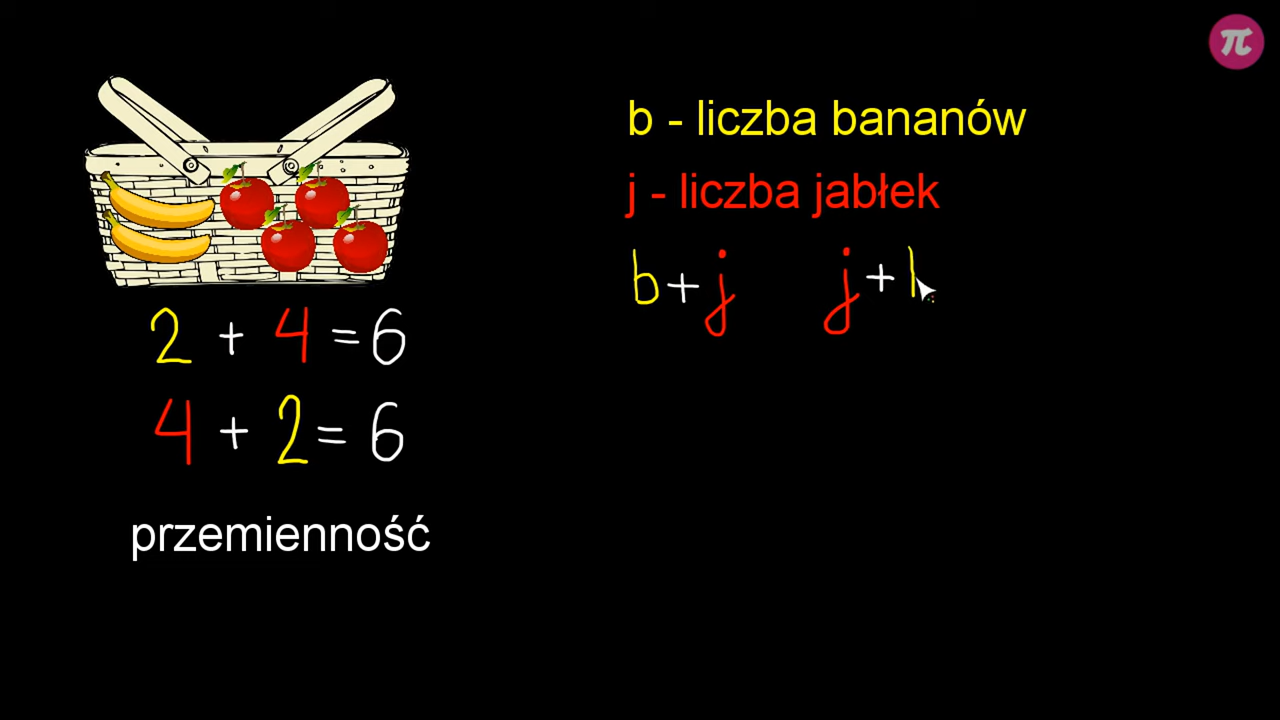 b - liczba bananów
j - liczba jabłek
b + j j +
2 + 4 = 6
4 + 2 = 6
przemienność
π